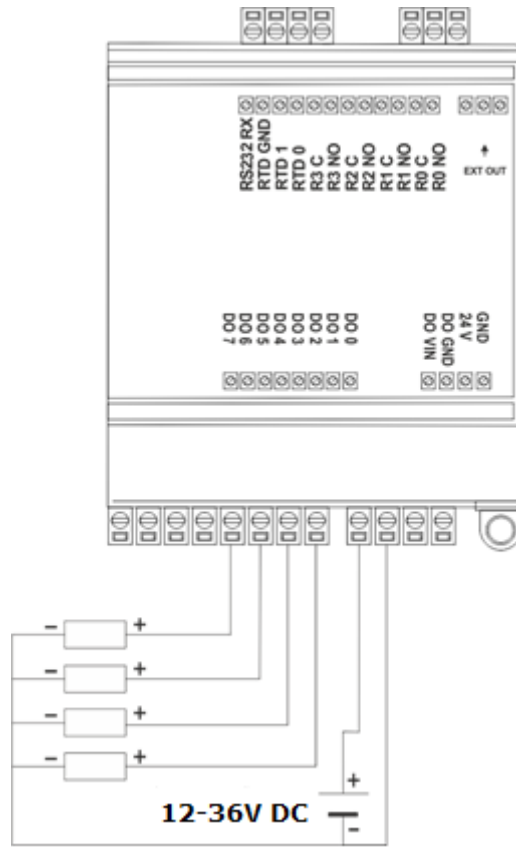 RS232 RX
RTD GND
RTD 1
RTD 0
R3 C
R3 NO
R2 C
R2 NO
R1 C
R1 NO
R0 C
R0 NO
EXT OUT
DO 7
DO 6
DO 5
DO 4
DO 3
DO 2
DO 1
DO 0
DO VIN
DO GND
24 V
GND
- +
- +
- +
- +
+
12-36V DC
-